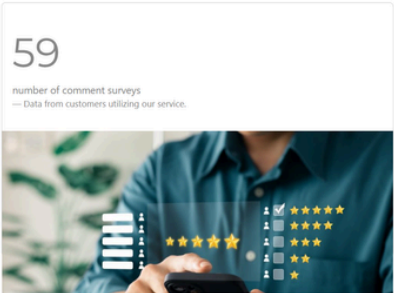 59
number of comment surveys
— Data from customers utilizing our service.